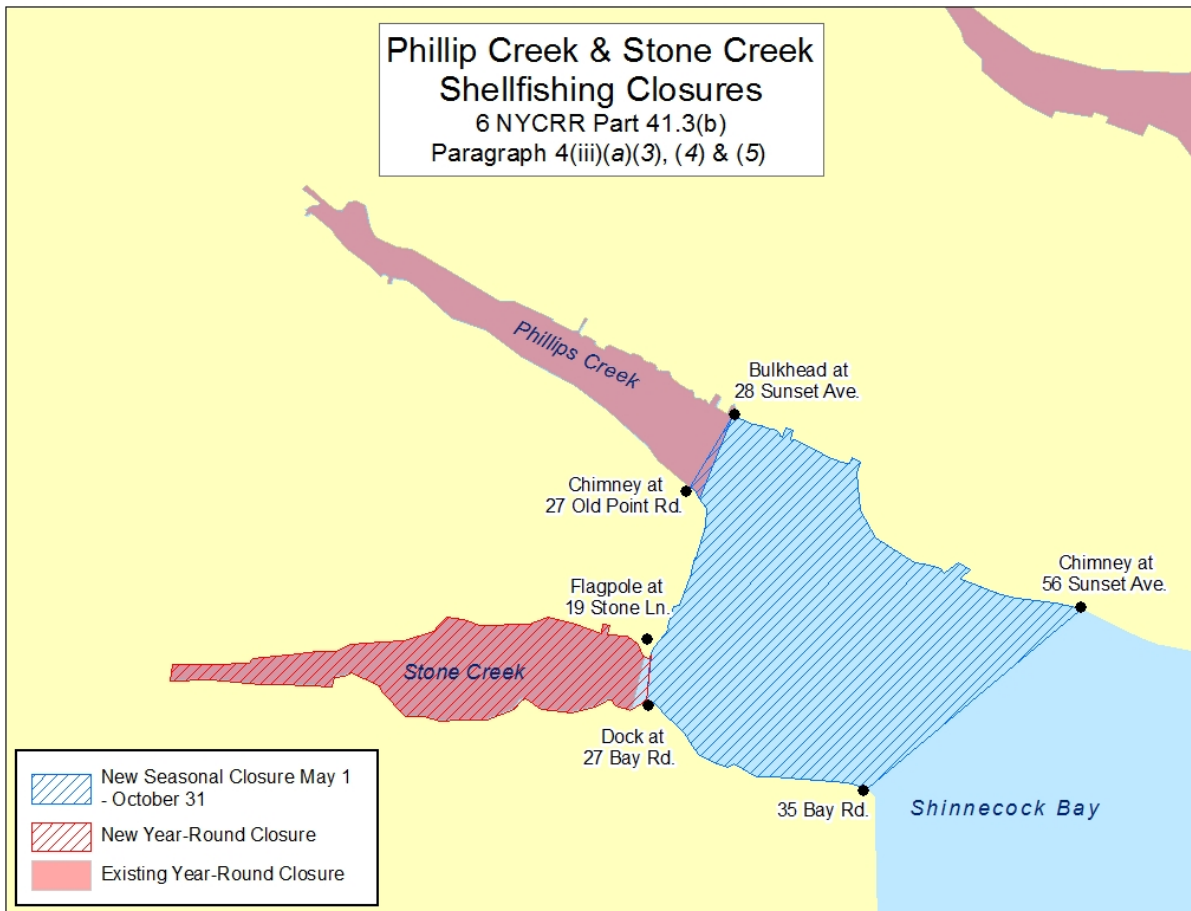 Phillip Creek & Stone Creek
Shellfishing Closures
6 NYCRR Part 41.3(b)
Paragraph 4(iii)(a)(3), (4) & (5)
Phillips Creek
Bulkhead at
28 Sunset Ave.
Chimney at
27 Old Point Rd.
Flagpole at
19 Stone Ln.
Chimney at
56 Sunset Ave.
Stone Creek
Dock at
27 Bay Rd.
35 Bay Rd.
Shinnecock Bay
New Seasonal Closure May 1
- October 31
New Year-Round Closure
Existing Year-Round Closure